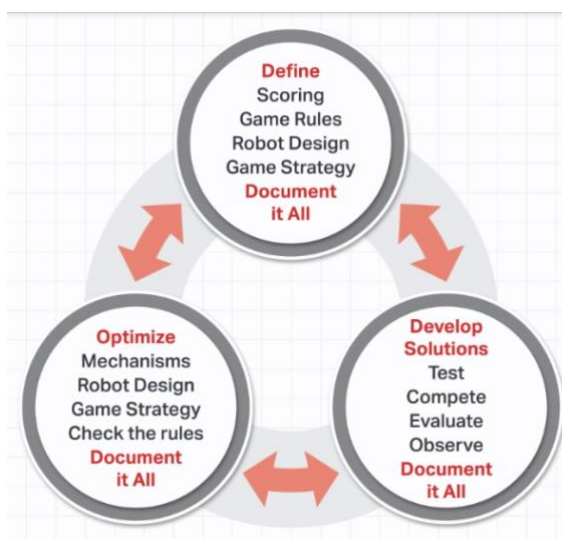 Define
Scoring
Game Rules
Robot Design
Game Strategy
Document
it All
Optimize
Mechanisms
Robot Design
Game Strategy
Check the rules
Document
it All
Develop
Solutions
Test
Compete
Evaluate
Observe
Document
it All